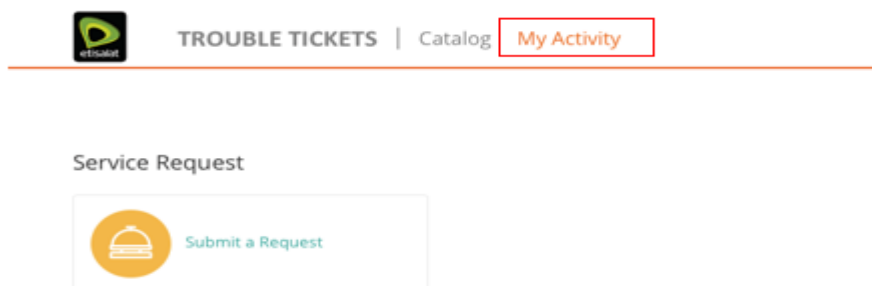 etisalat
TROUBLE TICKETS | Catalog My Activity
Service Request
Submit a Request